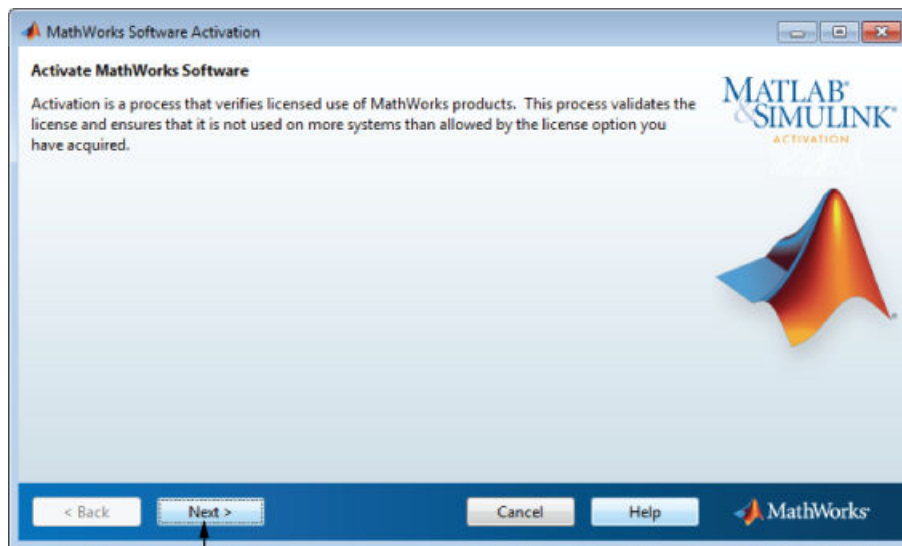 MathWorks Software Activation
Activate MathWorks Software
Activation is a process that verifies licensed use of MathWorks products. This process validates the
license and ensures that it is not used on more systems than allowed by the license option you
have acquired.
MATLAB®
&SIMULINK®
ACTIVATION
®
< Back
Next >
Cancel
Help
MathWorks®